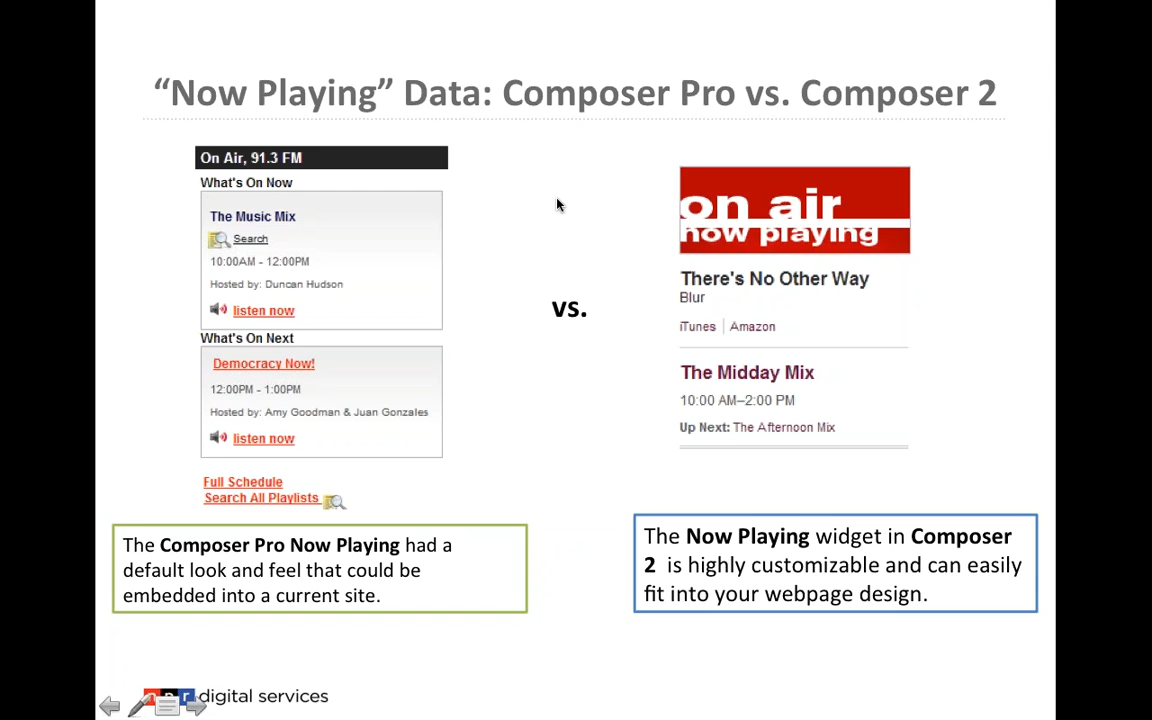 “Now Playing” Data: Composer Pro vs. Composer 2
On Air, 91.3 FM
What's On Now
The Music Mix
Search
10:00AM - 12:00PM
Hosted by: Duncan Hudson
listen now
What's On Next
Democracy Now!
12:00PM - 1:00PM
Hosted by: Amy Goodman & Juan Gonzales
listen now
Full Schedule
Search All Playlists
vs.
on air
now playing
There's No Other Way
Blur
iTunes | Amazon
The Midday Mix
10:00 AM–2:00 PM
Up Next: The Afternoon Mix
The Composer Pro Now Playing had a
default look and feel that could be
embedded into a current site.
The Now Playing widget in Composer
2 is highly customizable and can easily
fit into your webpage design.
digital services